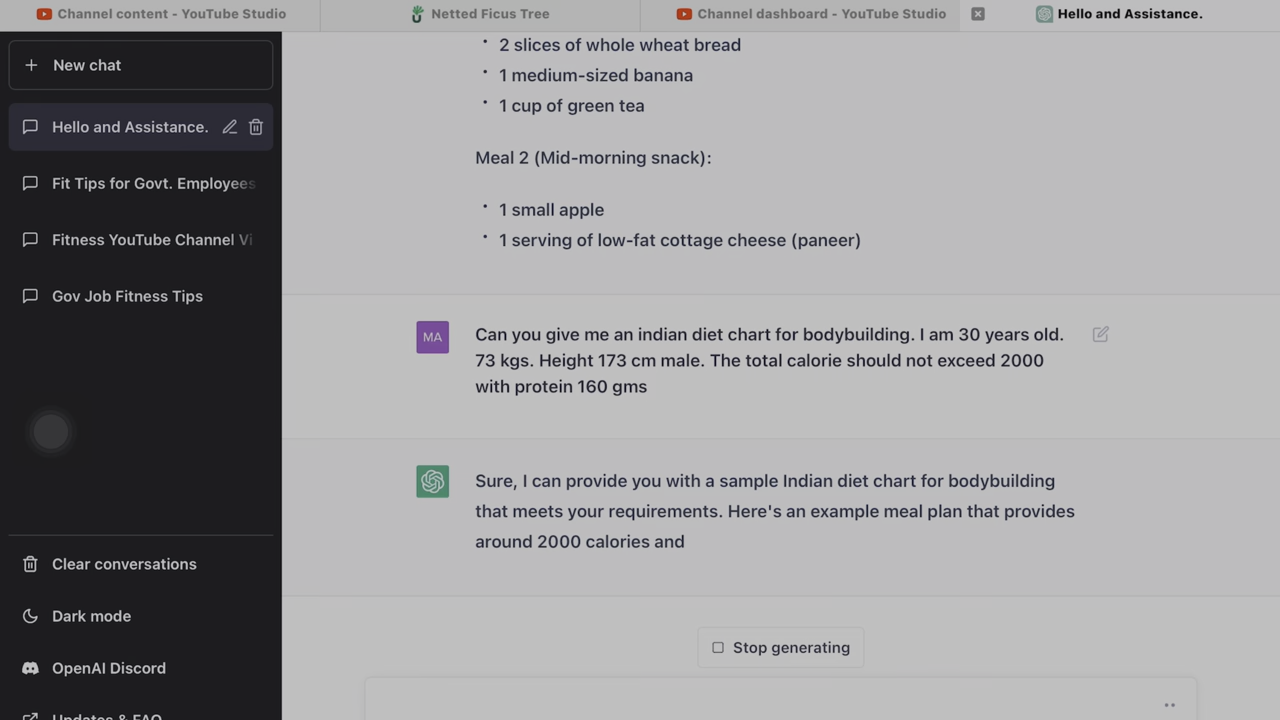 Channel content - YouTube Studio
Netted Ficus Tree
Channel dashboard - YouTube Studio
Hello and Assistance.
New chat
Hello and Assistance.
Fit Tips for Govt. Employees
Fitness YouTube Channel Vi
Gov Job Fitness Tips
Clear conversations
Dark mode
OpenAI Discord
Updates & FAQ
2 slices of whole wheat bread
1 medium-sized banana
1 cup of green tea
Meal 2 (Mid-morning snack):
1 small apple
1 serving of low-fat cottage cheese (paneer)
MA
Can you give me an indian diet chart for bodybuilding. I am 30 years old.
73 kgs. Height 173 cm male. The total calorie should not exceed 2000
with protein 160 gms
Sure, I can provide you with a sample Indian diet chart for bodybuilding
that meets your requirements. Here's an example meal plan that provides
around 2000 calories and
Stop generating